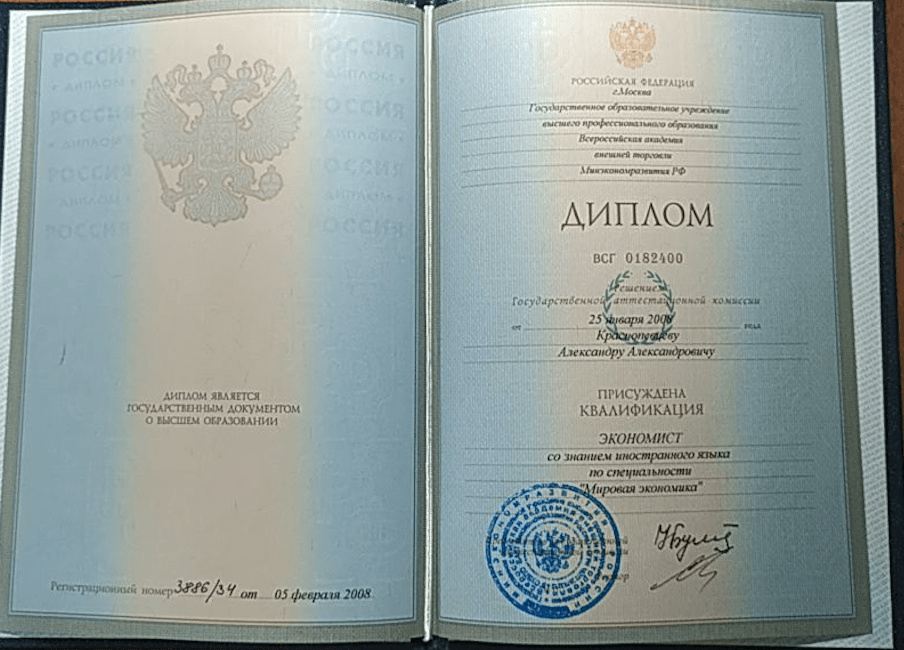 РОССИЯ
ДИПЛОМ
РОССИЯ
ДИПЛОМ
РОССИЯ
ДИПЛОМ
РОССИЯ
ДИПЛОМ ЯВЛЯЕТСЯ
ГОСУДАРСТВЕННЫМ ДОКУМЕНТОМ
О ВЫСШЕМ ОБРАЗОВАНИИ
Регистрационный номер 3886/34 от 05 февраля 2008
РОССИЙСКАЯ ФЕДЕРАЦИЯ
г.Москва
Государственное образовательное учреждение
высшего профессионального образования
Всероссийская академия
внешней торговли
Минэкономразвития РФ
ДИПЛОМ
ВСГ 0182400
Решением
Государственной аттестационной комиссии
от 25 января 2008 года
Краснопевцеву
Александру Александровичу
ПРИСУЖДЕНА
КВАЛИФИКАЦИЯ
ЭКОНОМИСТ
со знанием иностранного языка
по специальности
"Мировая экономика"